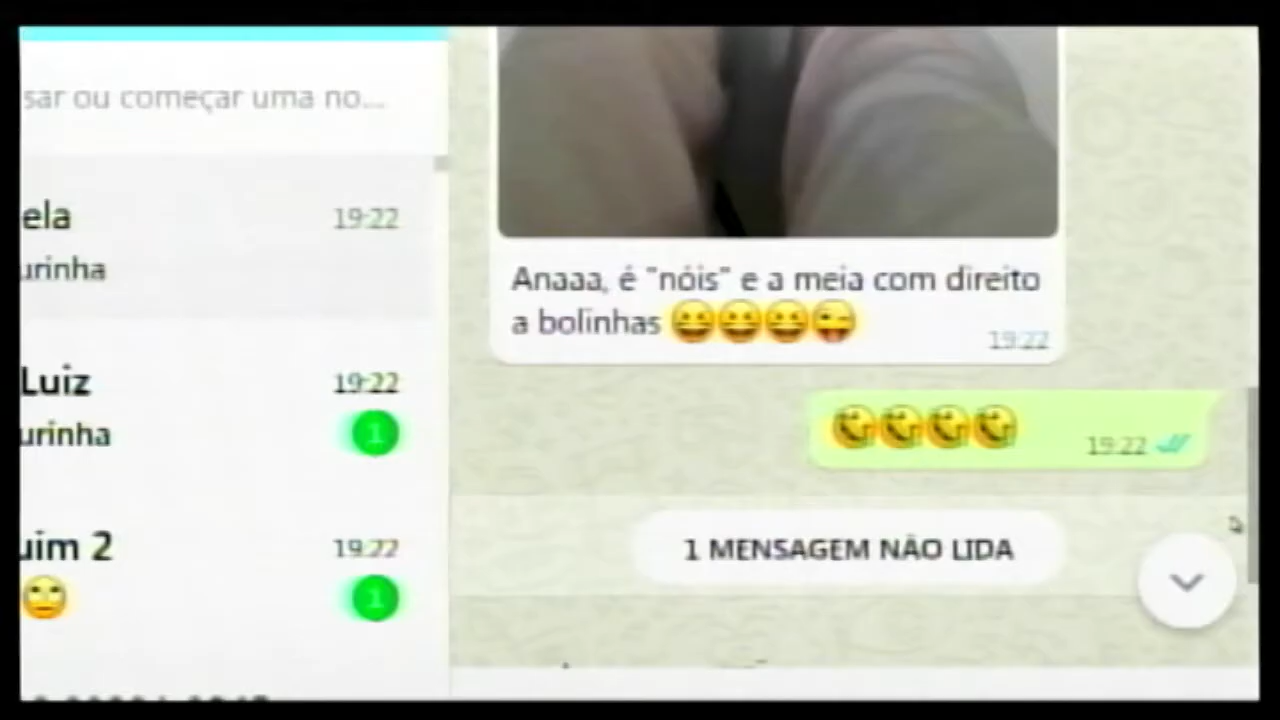 sar ou começar uma no...
ela 19:22
urinha
Luiz 19:22
urinha 1
uim 2 19:22
1
Anaaa, é "nóis" e a meia com direito
a bolinhas 😀😀😀😜
19:22
19:22
1 MENSAGEM NÃO LIDA